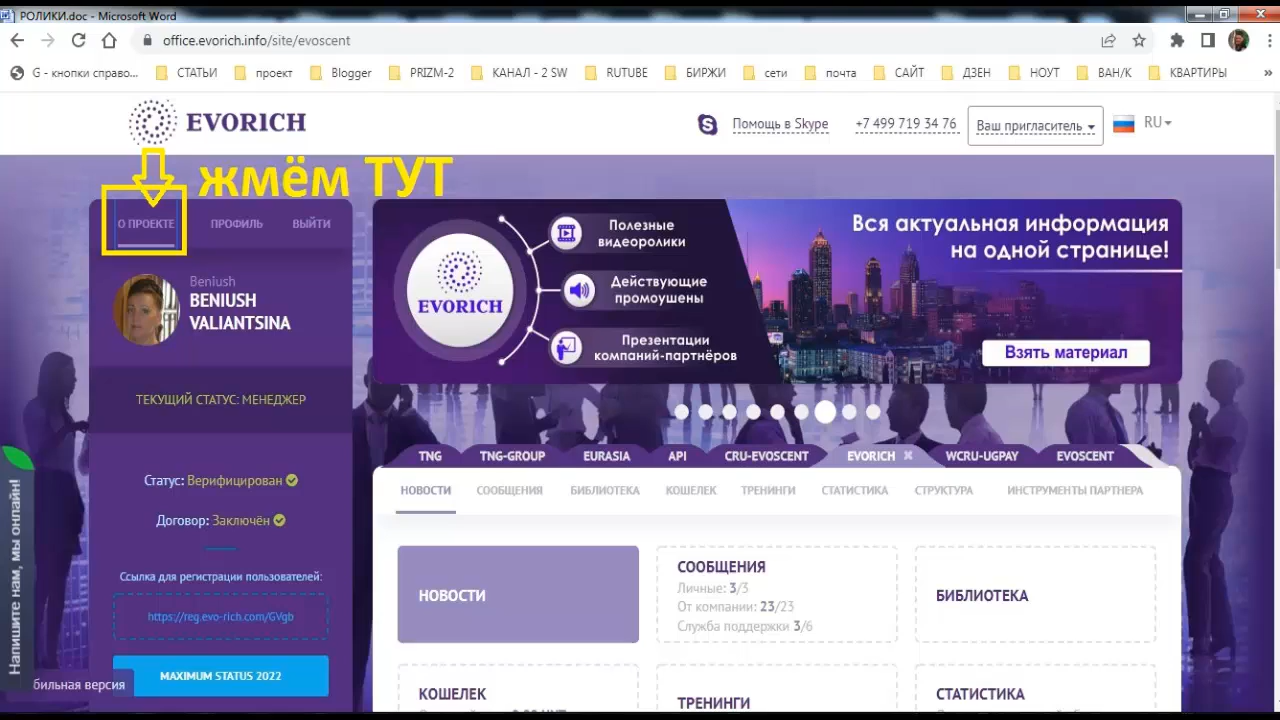 РОЛИКИ.doc - Microsoft Word
office.evorich.info/site/evoscent
G - кнопки справо...
СТАТЬИ
проект
Blogger
PRIZM-2
КАНАЛ - 2 SW
RUTUBE
БИРЖИ
сети
почта
САЙТ
ДЗЕН
НОУТ
ВАН/К
КВАРТИРЫ
»
EVORICH
Помощь в Skype
+7 499 719 34 76
Ваш пригласитель
RU
жмём ТУТ
О ПРОЕКТЕ
ПРОФИЛЬ
ВЫЙТИ
Beniush
BENIUSH
VALIANTSINA
ТЕКУЩИЙ СТАТУС: МЕНЕДЖЕР
Статус: Верифицирован
Договор: Заключён
Ссылка для регистрации пользователей:
https://reg.evo-rich.com/GVgb
MAXIMUM STATUS 2022
Напишите нам, мы онлайн!
бильная версия
EVORICH
Полезные
видеоролики
Действующие
промоушены
Презентации
компаний-партнёров
Вся актуальная информация
на одной странице!
Взять материал
TNG
TNG-GROUP
EURASIA
API
CRU-EVOSCENT
EVORICH
WCRU-UGPAY
EVOSCENT
НОВОСТИ
СООБЩЕНИЯ
БИБЛИОТЕКА
КОШЕЛЕК
ТРЕНИНГИ
СТАТИСТИКА
СТРУКТУРА
ИНСТРУМЕНТЫ ПАРТНЕРА
НОВОСТИ
СООБЩЕНИЯ
Личные: 3/3
От компании: 23/23
Служба поддержки 3/6
БИБЛИОТЕКА
КОШЕЛЕК
ТРЕНИНГИ
СТАТИСТИКА